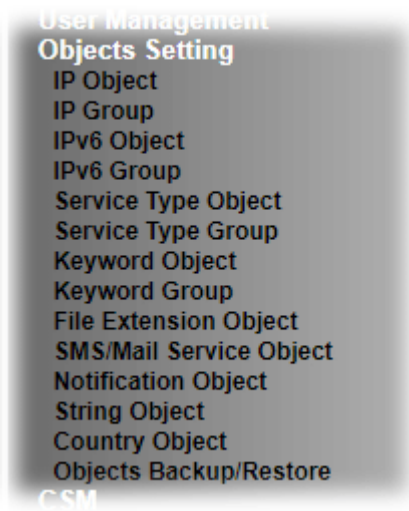 User Management
Objects Setting
IP Object
IP Group
IPv6 Object
IPv6 Group
Service Type Object
Service Type Group
Keyword Object
Keyword Group
File Extension Object
SMS/Mail Service Object
Notification Object
String Object
Country Object
Objects Backup/Restore
CSM